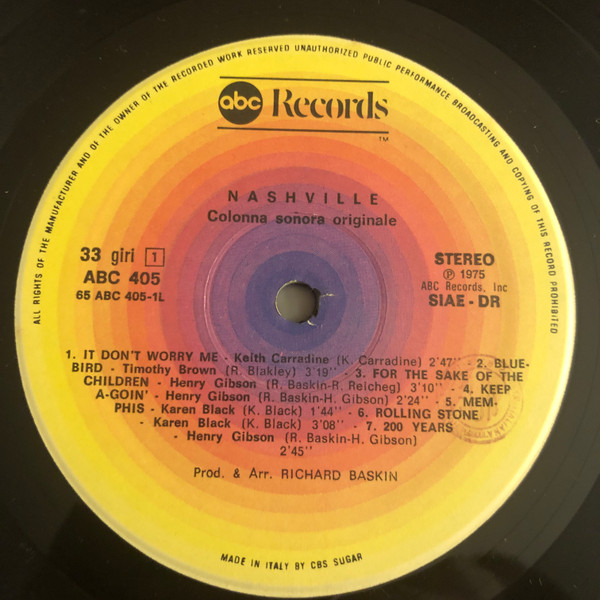 ALL RIGHTS OF THE MANUFACTURER AND OF THE OWNER OF THE RECORDED WORK RESERVED UNAUTHORIZED PUBLIC PERFORMANCE BROADCASTING AND COPYING OF THIS RECORD PROHIBITED
abc Records
TM
NASHVILLE
Colonna sonora originale
33 giri 1
ABC 405
65 ABC 405-1L
STEREO
Ⓟ 1975
ABC Records, Inc
SIAE - DR
1. IT DON'T WORRY ME - Keith Carradine (K. Carradine) 2'47'' - 2. BLUE-
BIRD - Timothy Brown (R. Blakley) 3'19'' - 3. FOR THE SAKE OF THE
CHILDREN - Henry Gibson (R. Baskin-R. Reicheg) 3'10'' - 4. KEEP
A-GOIN' - Henry Gibson (R. Baskin-H. Gibson) 2'24'' - 5. MEM-
PHIS - Karen Black (K. Black) 1'44'' - 6. ROLLING STONE
- Karen Black (K. Black) 3'08'' - 7. 200 YEARS
- Henry Gibson (R. Baskin-H. Gibson)
2'45''
Prod. & Arr. RICHARD BASKIN
MADE IN ITALY BY CBS SUGAR